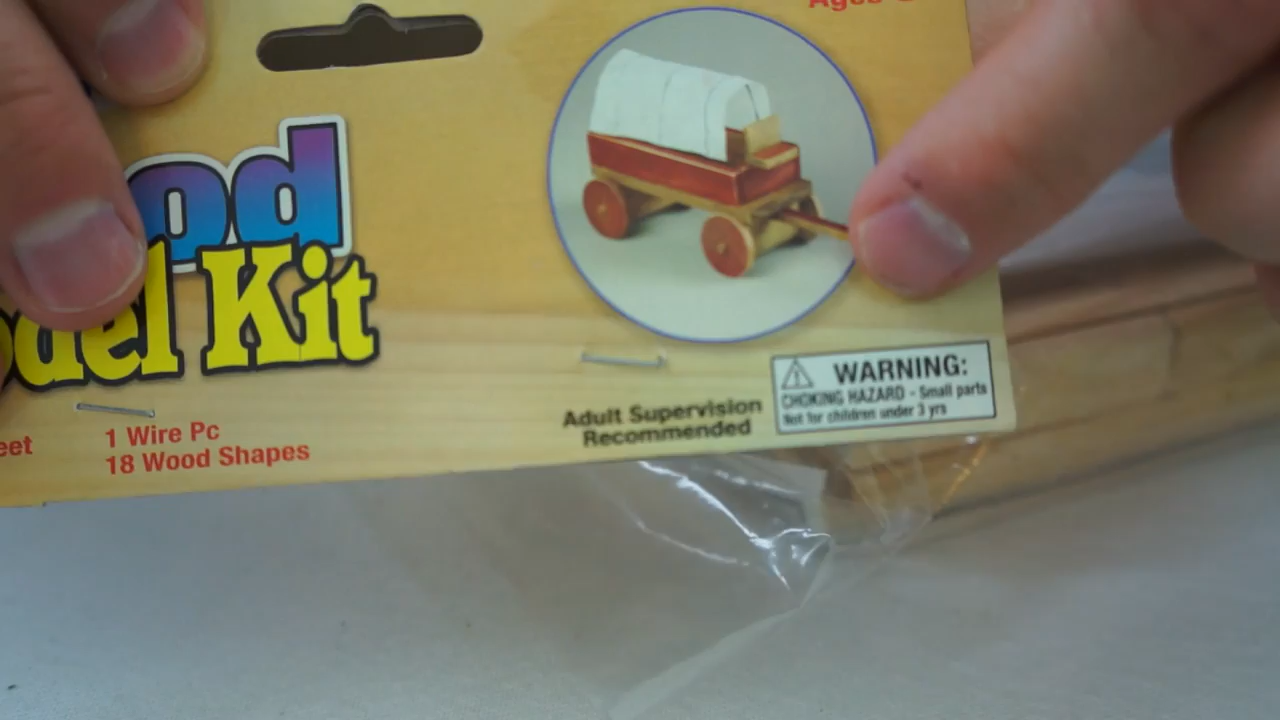 Ages
od
del Kit
eet
1 Wire Pc
18 Wood Shapes
Adult Supervision
Recommended
WARNING:
CHOKING HAZARD - Small parts
Not for children under 3 yrs